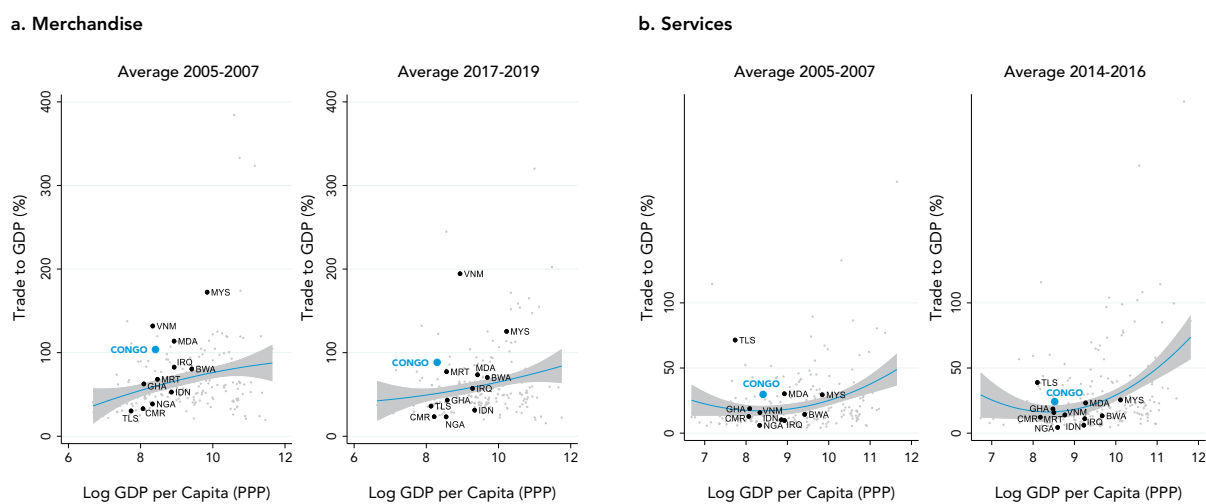 a. Merchandise
b. Services
Average 2005-2007
Average 2017-2019
Average 2005-2007
Average 2014-2016
Trade to GDP (%)
400
300
200
100
0
MYS
VNM
MDA
CONGO
IRQ
BWA
MRT
GHA
IDN
NGA
CMR
TLS
6
8
10
12
Log GDP per Capita (PPP)
Trade to GDP (%)
400
300
200
100
0
VNM
MYS
CONGO
MRT
MDA
BWA
IRQ
GHA
TLS
IDN
CMR
NGA
6
8
10
12
Log GDP per Capita (PPP)
Trade to GDP (%)
100
50
0
TLS
CONGO
MDA
MYS
GHA
VNM
CMR
IDN
BWA
NGA
IRQ
7
8
9
10
11
12
Log GDP per Capita (PPP)
Trade to GDP (%)
100
50
0
TLS
CONGO
MDA
MYS
GHA
VNM
CMR
MRT
BWA
IRQ
NGA
IDN
7
8
9
10
11
12
Log GDP per Capita (PPP)